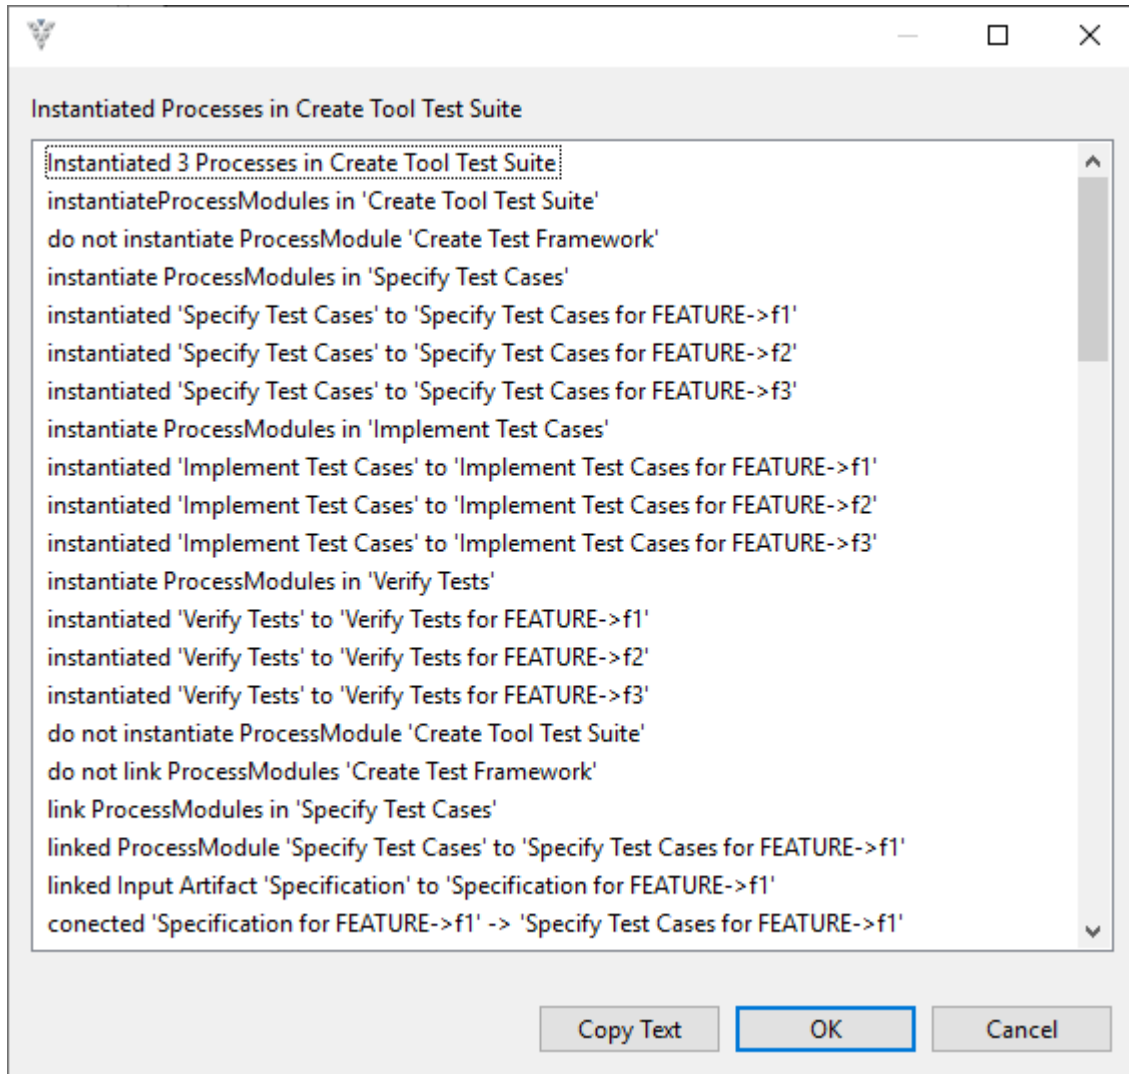 Instantiated Processes in Create Tool Test Suite
Instantiated 3 Processes in Create Tool Test Suite
instantiateProcessModules in 'Create Tool Test Suite'
do not instantiate ProcessModule 'Create Test Framework'
instantiate ProcessModules in 'Specify Test Cases'
instantiated 'Specify Test Cases' to 'Specify Test Cases for FEATURE->f1'
instantiated 'Specify Test Cases' to 'Specify Test Cases for FEATURE->f2'
instantiated 'Specify Test Cases' to 'Specify Test Cases for FEATURE->f3'
instantiate ProcessModules in 'Implement Test Cases'
instantiated 'Implement Test Cases' to 'Implement Test Cases for FEATURE->f1'
instantiated 'Implement Test Cases' to 'Implement Test Cases for FEATURE->f2'
instantiated 'Implement Test Cases' to 'Implement Test Cases for FEATURE->f3'
instantiate ProcessModules in 'Verify Tests'
instantiated 'Verify Tests' to 'Verify Tests for FEATURE->f1'
instantiated 'Verify Tests' to 'Verify Tests for FEATURE->f2'
instantiated 'Verify Tests' to 'Verify Tests for FEATURE->f3'
do not instantiate ProcessModule 'Create Tool Test Suite'
do not link ProcessModules 'Create Test Framework'
link ProcessModules in 'Specify Test Cases'
linked ProcessModule 'Specify Test Cases' to 'Specify Test Cases for FEATURE->f1'
linked Input Artifact 'Specification' to 'Specification for FEATURE->f1'
conected 'Specification for FEATURE->f1' -> 'Specify Test Cases for FEATURE->f1'
Copy Text
OK
Cancel